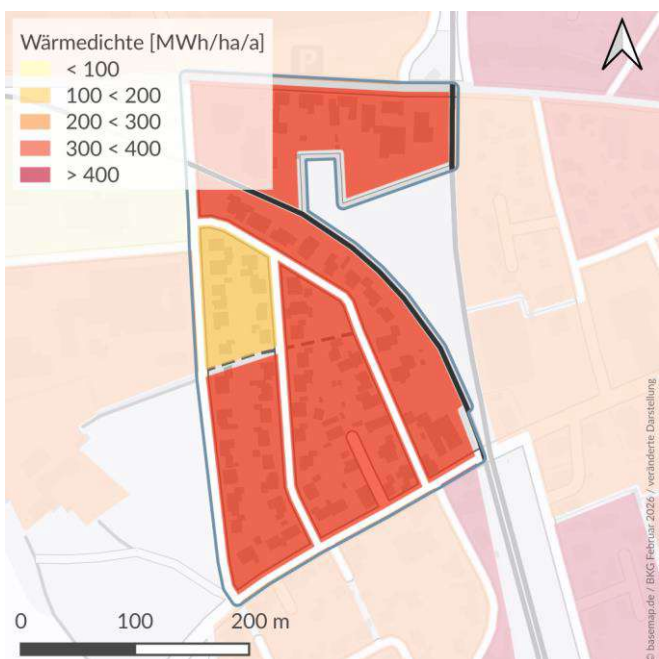 Wärmedichte [MWh/ha/a]
< 100
100 < 200
200 < 300
300 < 400
> 400
P
0 100 200 m
© basemap.de / BKG Februar 2026 / veränderte Darstellung